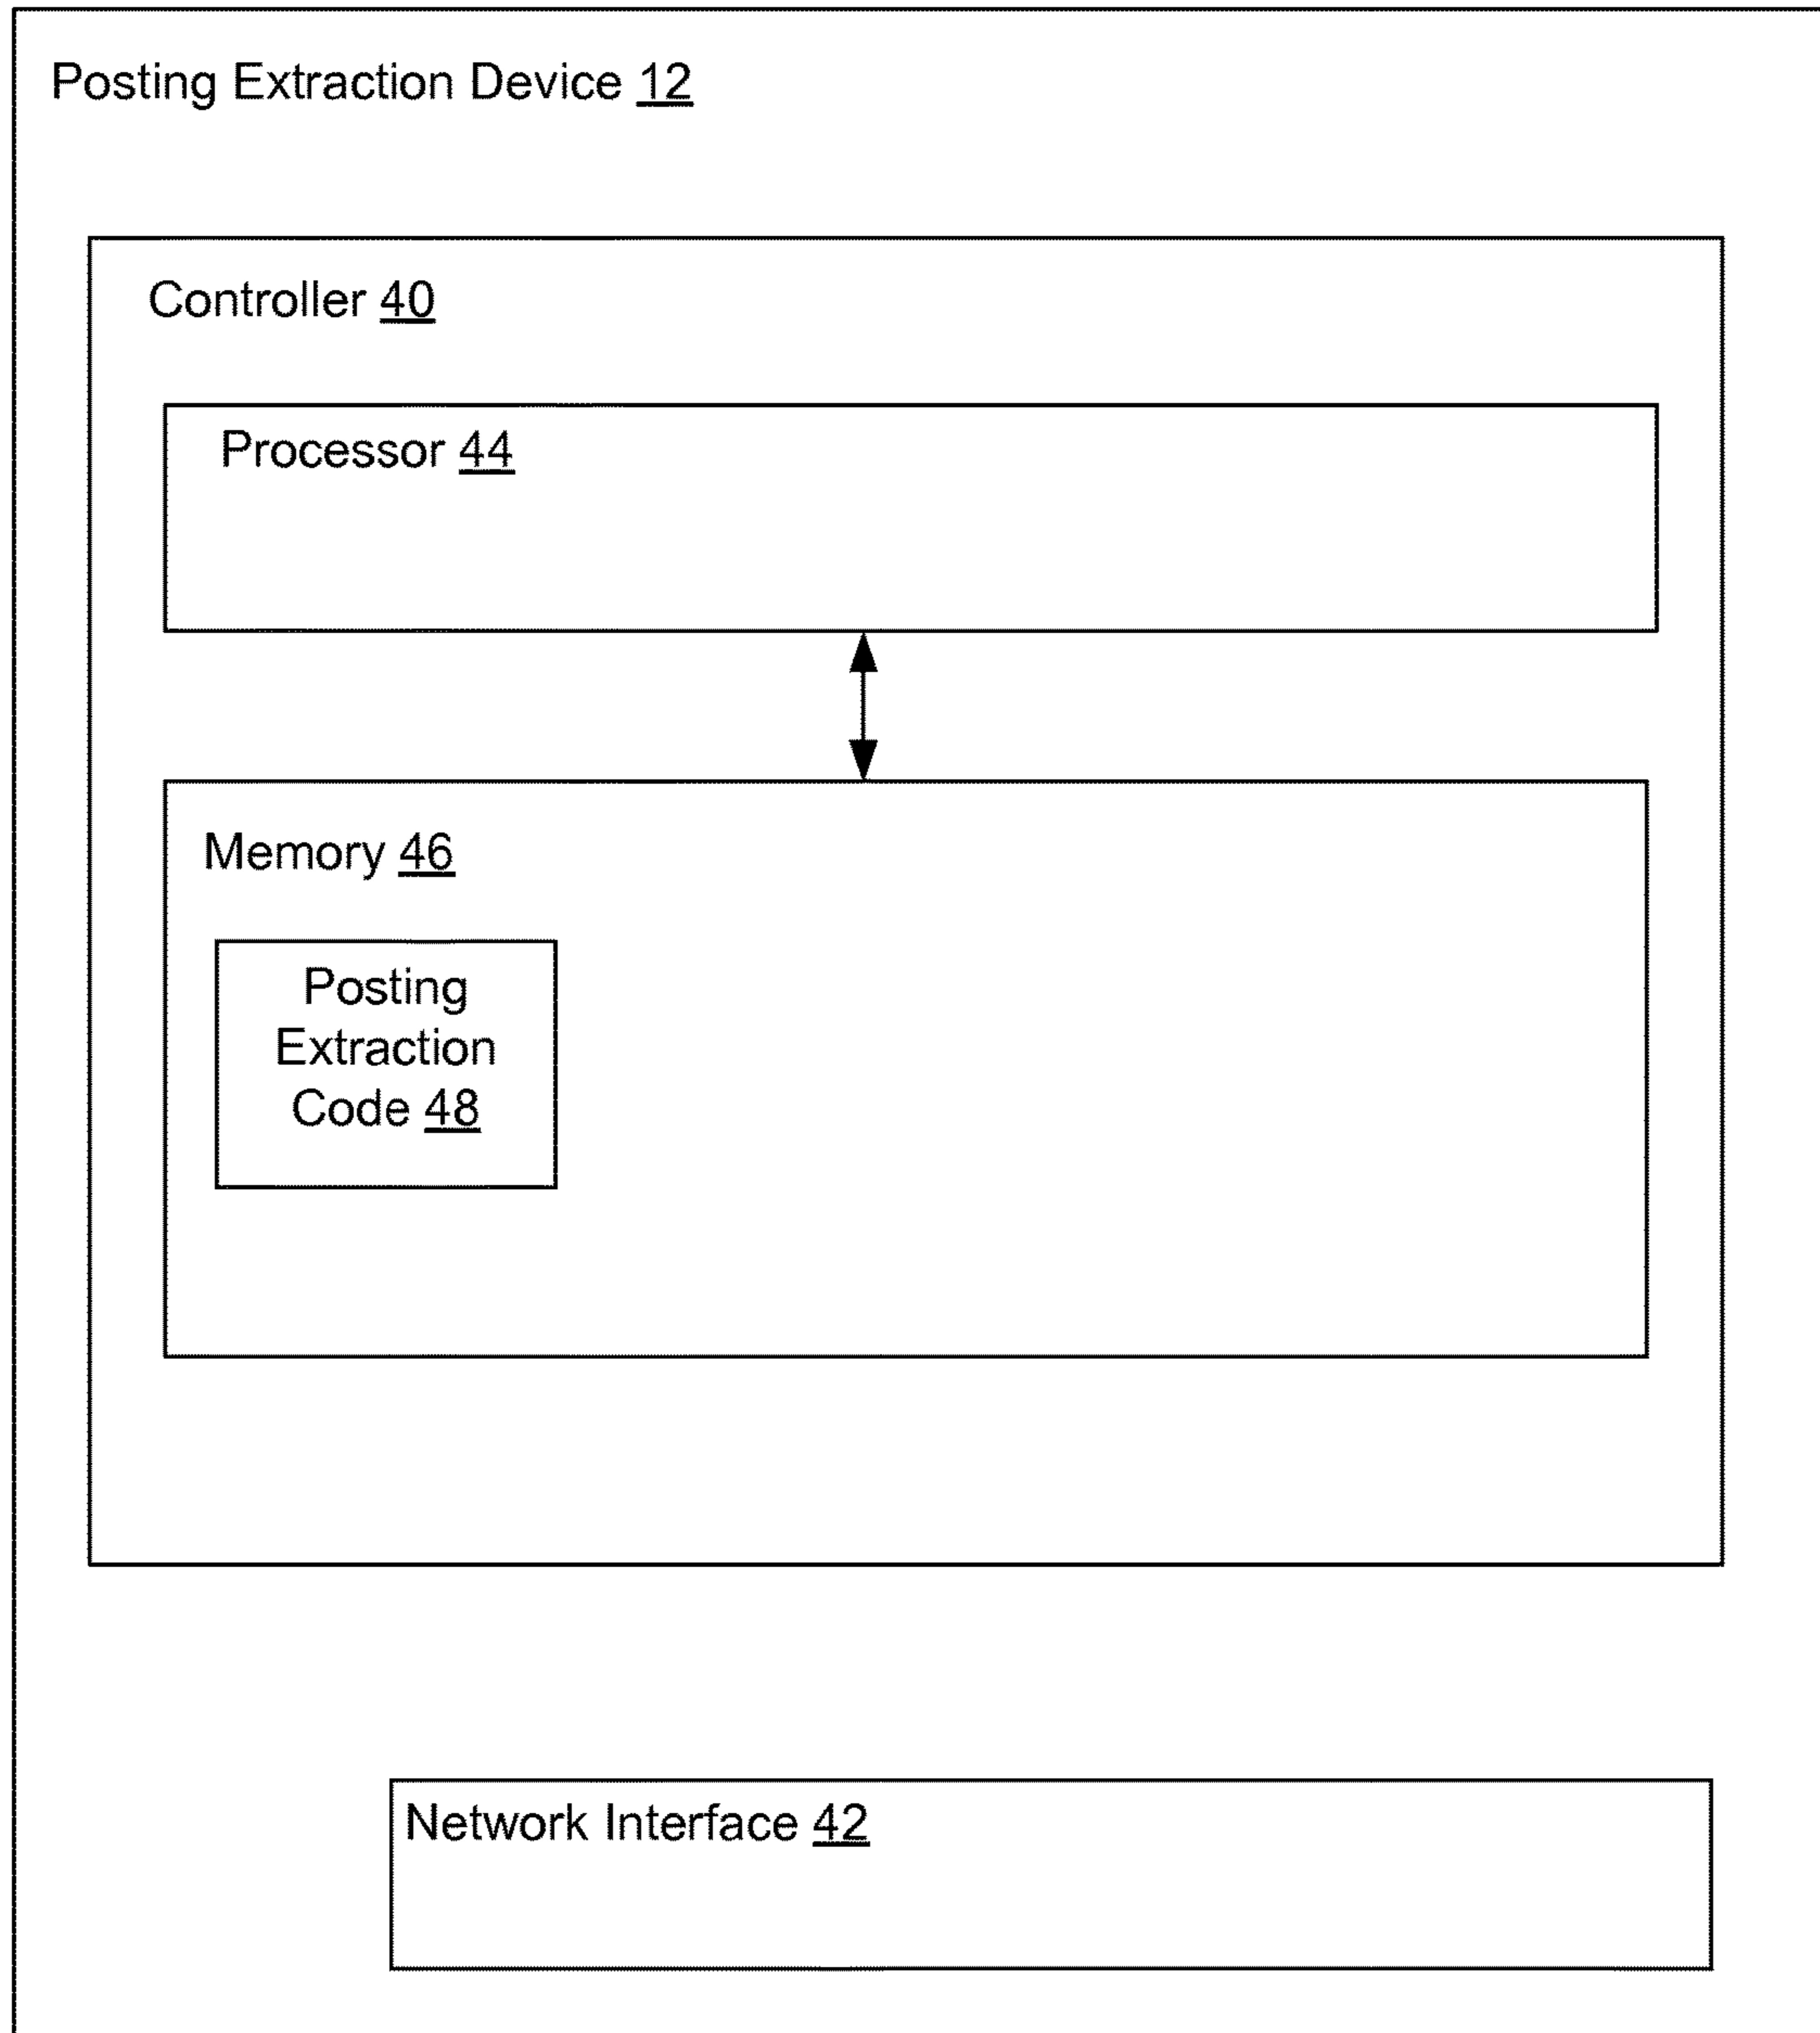 Posting Extraction Device 12
Controller 40
Processor 44
Memory 46
Posting
Extraction
Code 48
Network Interface 42